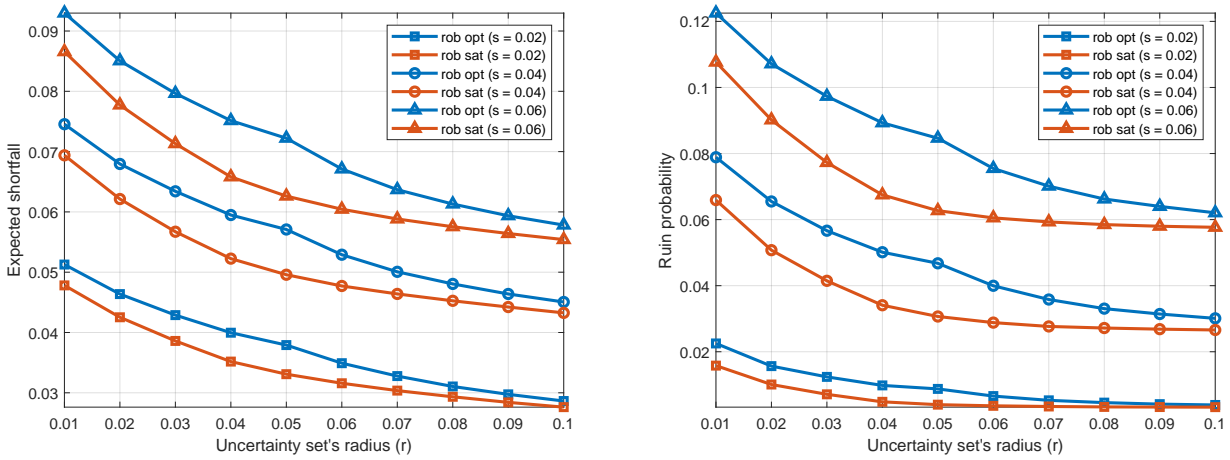 0.09
0.08
0.07
0.06
0.05
0.04
0.03
Expected shortfall
rob opt (s = 0.02)
rob sat (s = 0.02)
rob opt (s = 0.04)
rob sat (s = 0.04)
rob opt (s = 0.06)
rob sat (s = 0.06)
0.01 0.02 0.03 0.04 0.05 0.06 0.07 0.08 0.09 0.1
Uncertainty set's radius (r)
0.12
0.1
0.08
0.06
0.04
0.02
Ruin probability
rob opt (s = 0.02)
rob sat (s = 0.02)
rob opt (s = 0.04)
rob sat (s = 0.04)
rob opt (s = 0.06)
rob sat (s = 0.06)
0.01 0.02 0.03 0.04 0.05 0.06 0.07 0.08 0.09 0.1
Uncertainty set's radius (r)